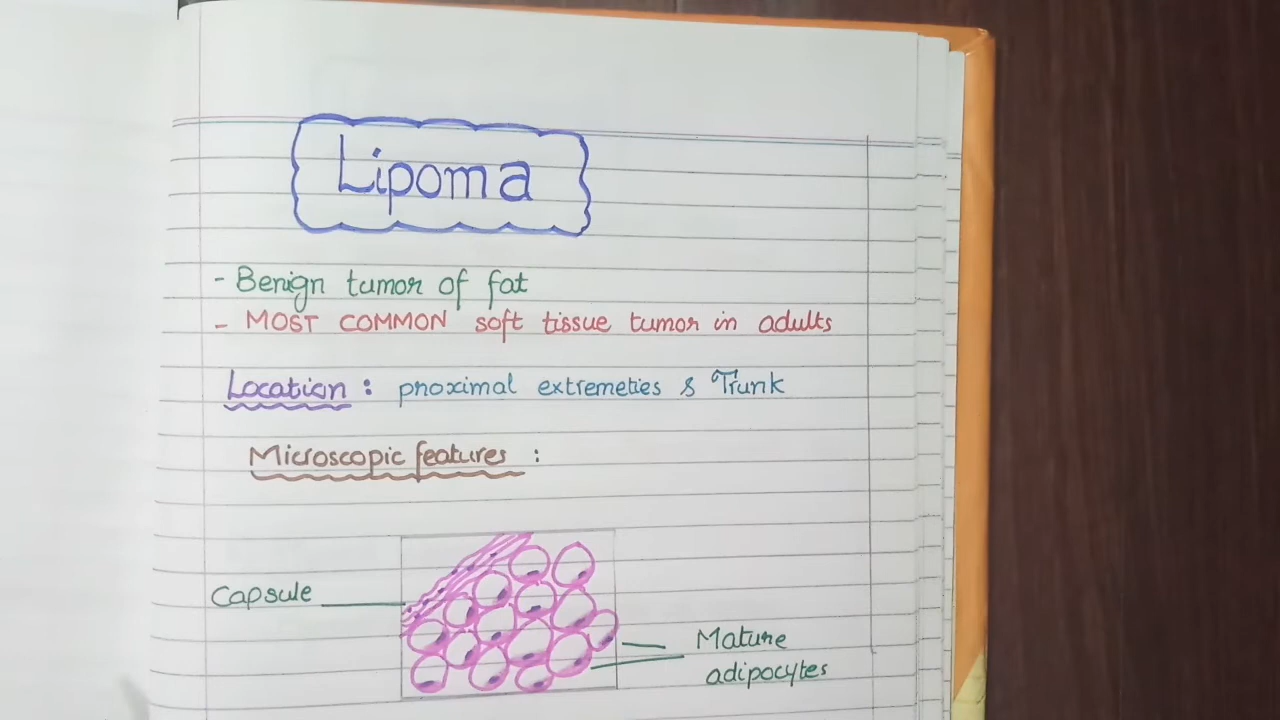 Lipoma
- Benign tumor of fat
- MOST COMMON soft tissue tumor in adults
Location : proximal extremeties & Trunk
Microscopic features :
Capsule
Mature
adipocytes